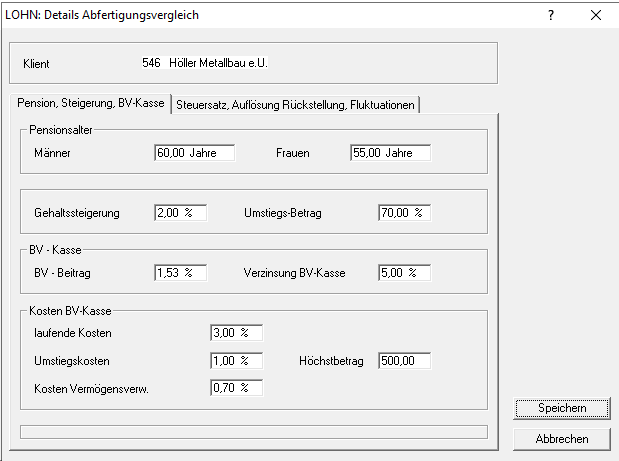 LOHN: Details Abfertigungsvergleich ? ×
Klient 546 Höller Metallbau e.U.
Pension, Steigerung, BV-Kasse Steuersatz, Auflösung Rückstellung, Fluktuationen
Pensionsalter
Männer 60,00 Jahre Frauen 55,00 Jahre
Gehaltssteigerung 2,00 % Umstiegs-Betrag 70,00 %
BV - Kasse
BV - Beitrag 1,53 % Verzinsung BV-Kasse 5,00 %
Kosten BV-Kasse
laufende Kosten 3,00 %
Umstiegskosten 1,00 % Höchstbetrag 500,00
Kosten Vermögensverw. 0,70 %
Speichern
Abbrechen